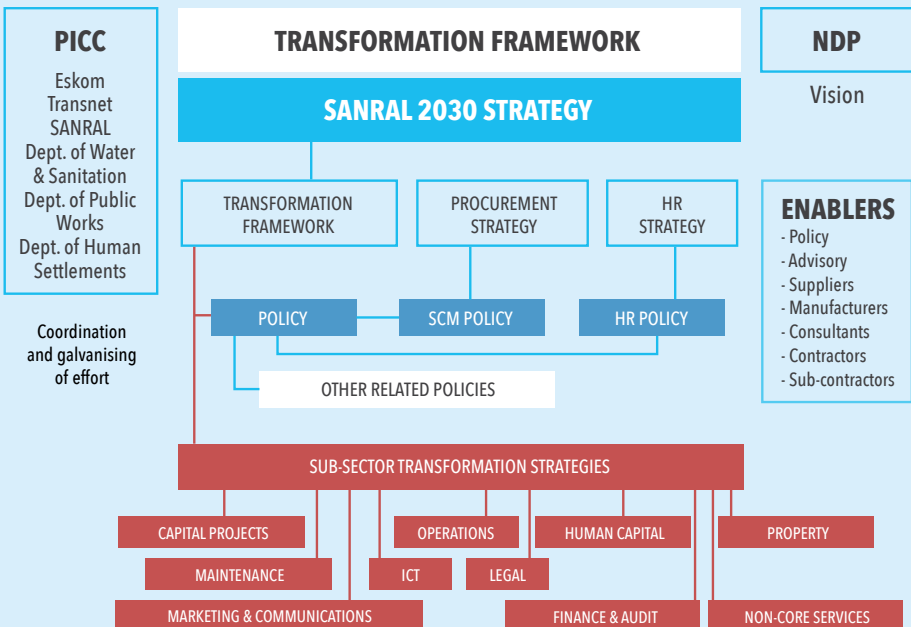 PICC
Eskom
Transnet
SANRAL
Dept. of Water
& Sanitation
Dept. of Public
Works
Dept. of Human
Settlements
Coordination
and galvanising
of effort
TRANSFORMATION FRAMEWORK
SANRAL 2030 STRATEGY
TRANSFORMATION
FRAMEWORK
PROCUREMENT
STRATEGY
HR
STRATEGY
POLICY
SCM POLICY
HR POLICY
OTHER RELATED POLICIES
NDP
Vision
ENABLERS
- Policy
- Advisory
- Suppliers
- Manufacturers
- Consultants
- Contractors
- Sub-contractors
SUB-SECTOR TRANSFORMATION STRATEGIES
CAPITAL PROJECTS
OPERATIONS
HUMAN CAPITAL
PROPERTY
MAINTENANCE
ICT
LEGAL
MARKETING & COMMUNICATIONS
FINANCE & AUDIT
NON-CORE SERVICES